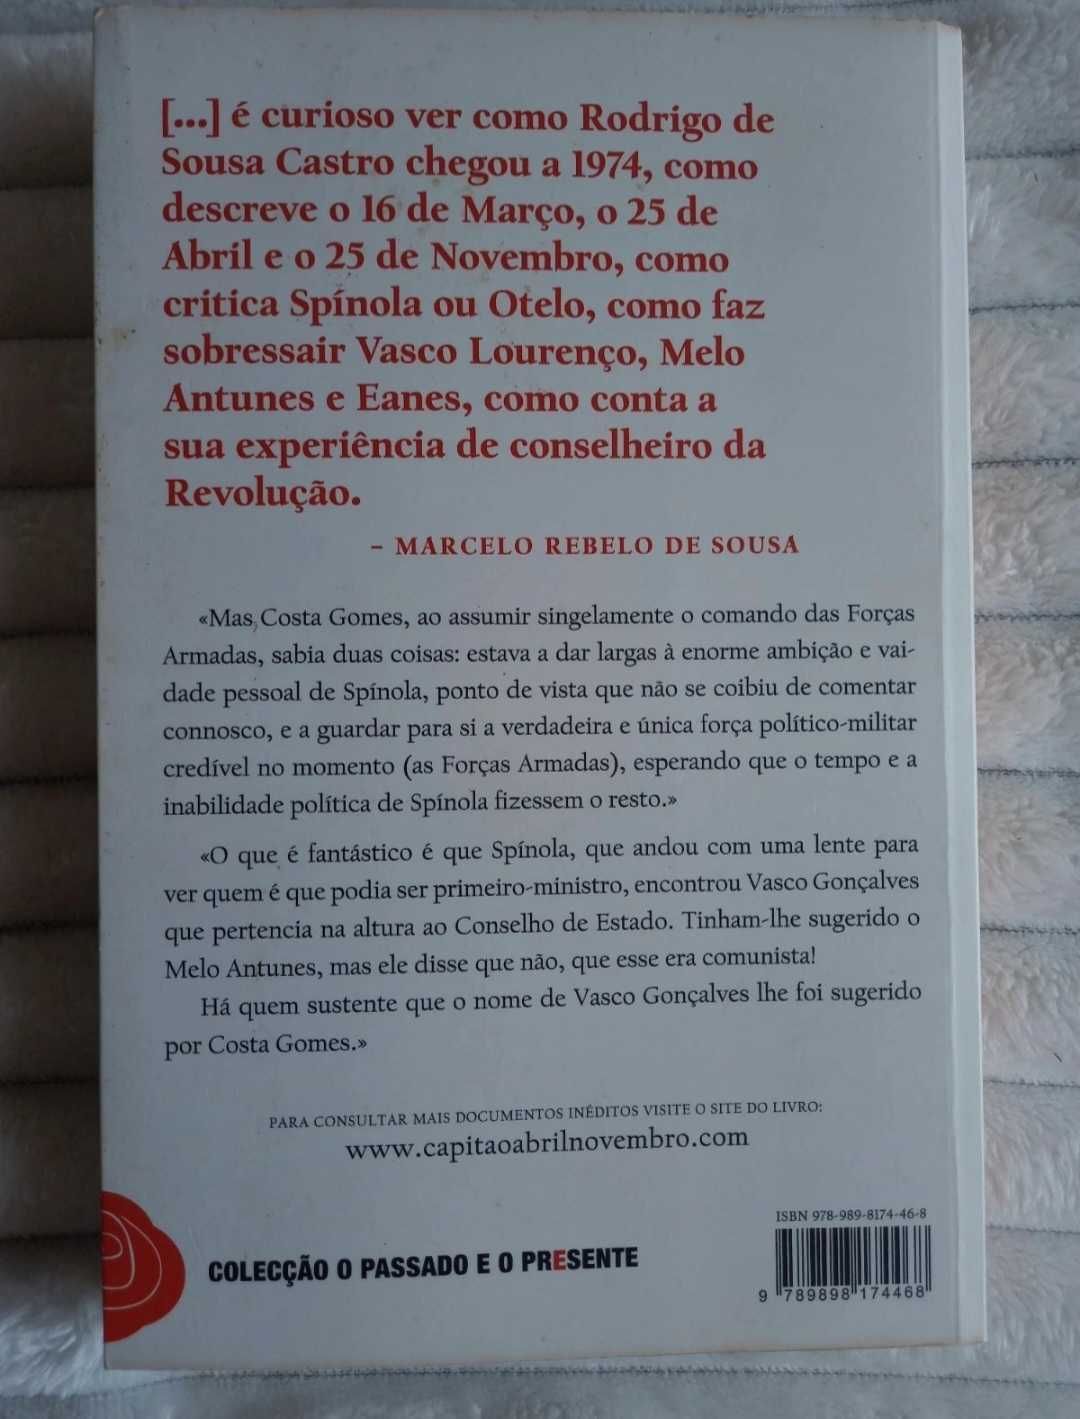 [...] é curioso ver como Rodrigo de
Sousa Castro chegou a 1974, como
descreve o 16 de Março, o 25 de
Abril e o 25 de Novembro, como
critica Spínola ou Otelo, como faz
sobressair Vasco Lourenço, Melo
Antunes e Eanes, como conta a
sua experiência de conselheiro da
Revolução.
– MARCELO REBELO DE SOUSA
«Mas, Costa Gomes, ao assumir singelamente o comando das Forças
Armadas, sabia duas coisas: estava a dar largas à enorme ambição e vai-
dade pessoal de Spínola, ponto de vista que não se coibiu de comentar
connosco, e a guardar para si a verdadeira e única força político-militar
credível no momento (as Forças Armadas), esperando que o tempo e a
inabilidade política de Spínola fizessem o resto.»
«O que é fantástico é que Spínola, que andou com uma lente para
ver quem é que podia ser primeiro-ministro, encontrou Vasco Gonçalves
que pertencia na altura ao Conselho de Estado. Tinham-lhe sugerido o
Melo Antunes, mas ele disse que não, que esse era comunista!
Há quem sustente que o nome de Vasco Gonçalves lhe foi sugerido
por Costa Gomes.»
PARA CONSULTAR MAIS DOCUMENTOS INÉDITOS VISITE O SITE DO LIVRO:
www.capitaoabrilnovembro.com
ISBN 978-989-8174-46-8
COLECÇÃO O PASSADO E O PRESENTE
9 789898 174468